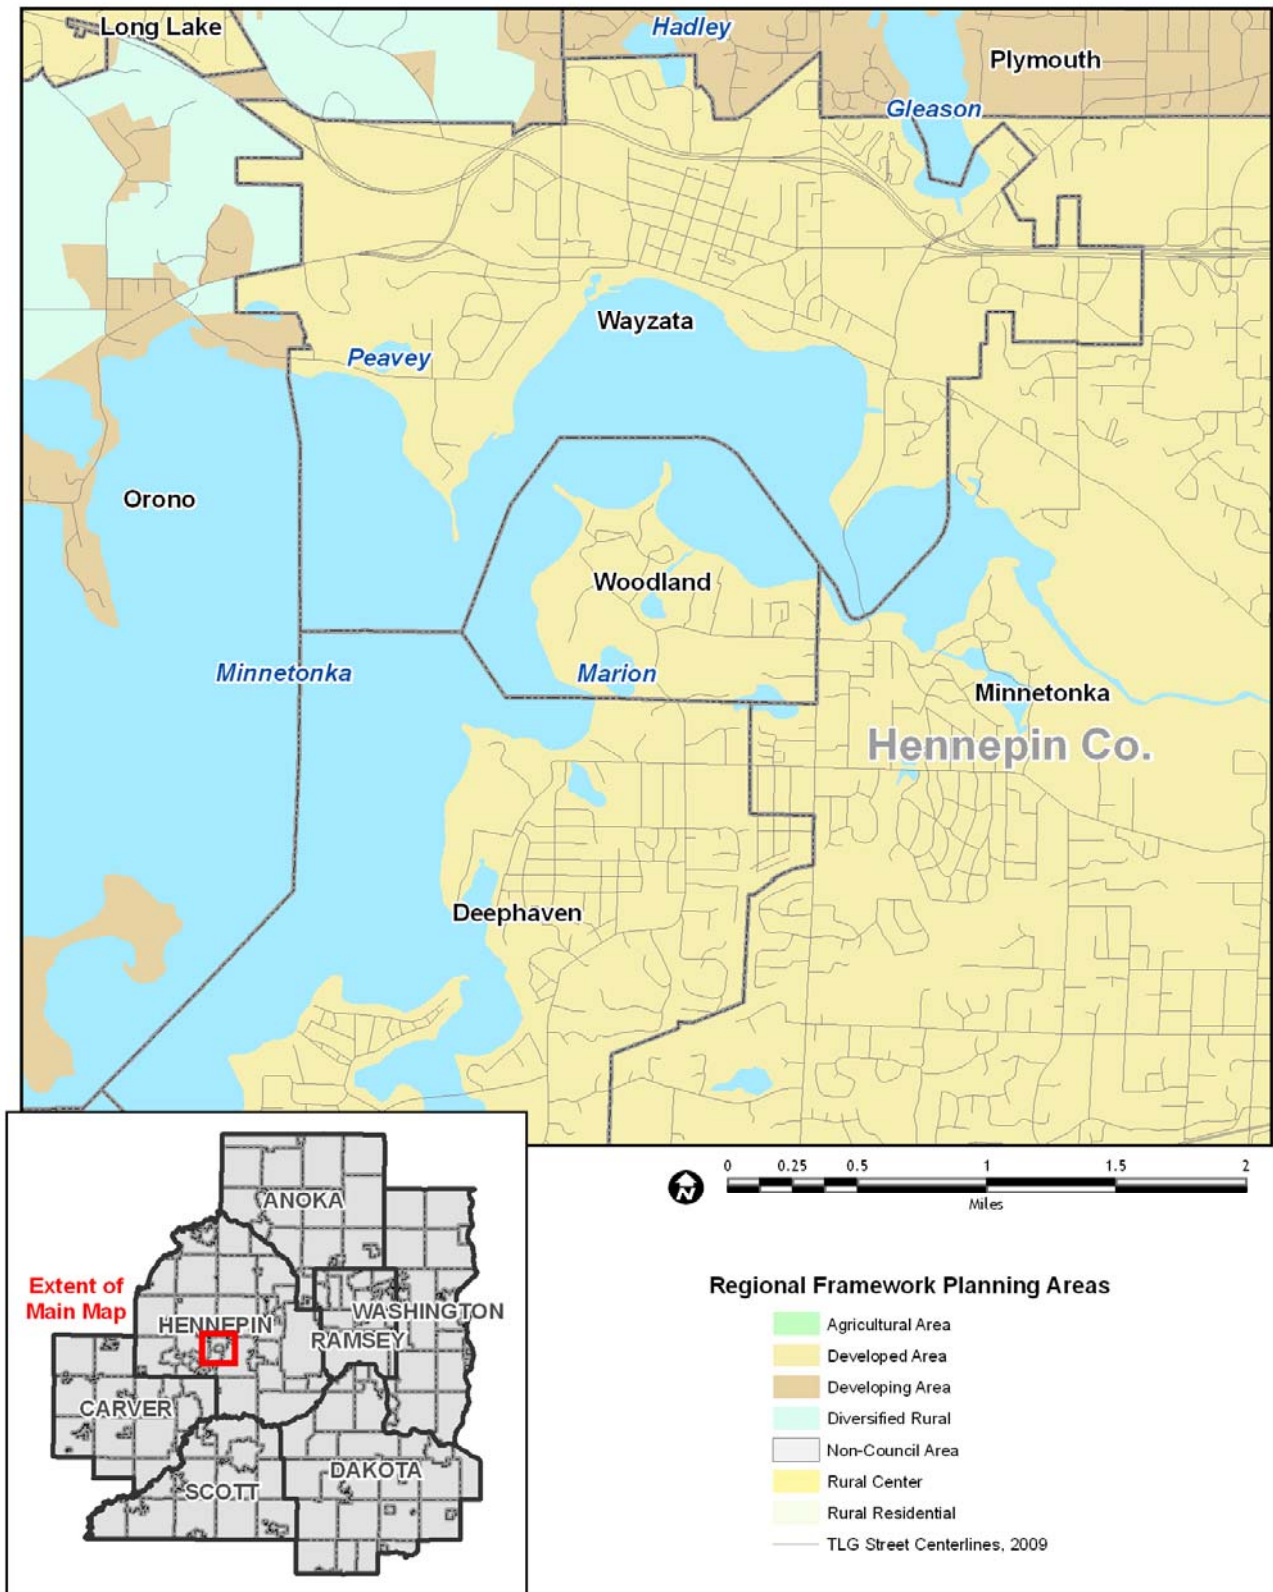 Long Lake
Hadley
Plymouth
Gleason
Wayzata
Peavey
Orono
Woodland
Minnetonka
Marion
Minnetonka
Hennepin Co.
Deephaven
0 0.25 0.5 1 1.5 2
Miles
N
ANOKA
Extent of
Main Map
HENNEPIN
WASHINGTON
RAMSEY
CARVER
DAKOTA
SCOTT
Regional Framework Planning Areas
Agricultural Area
Developed Area
Developing Area
Diversified Rural
Non-Council Area
Rural Center
Rural Residential
TLG Street Centerlines, 2009